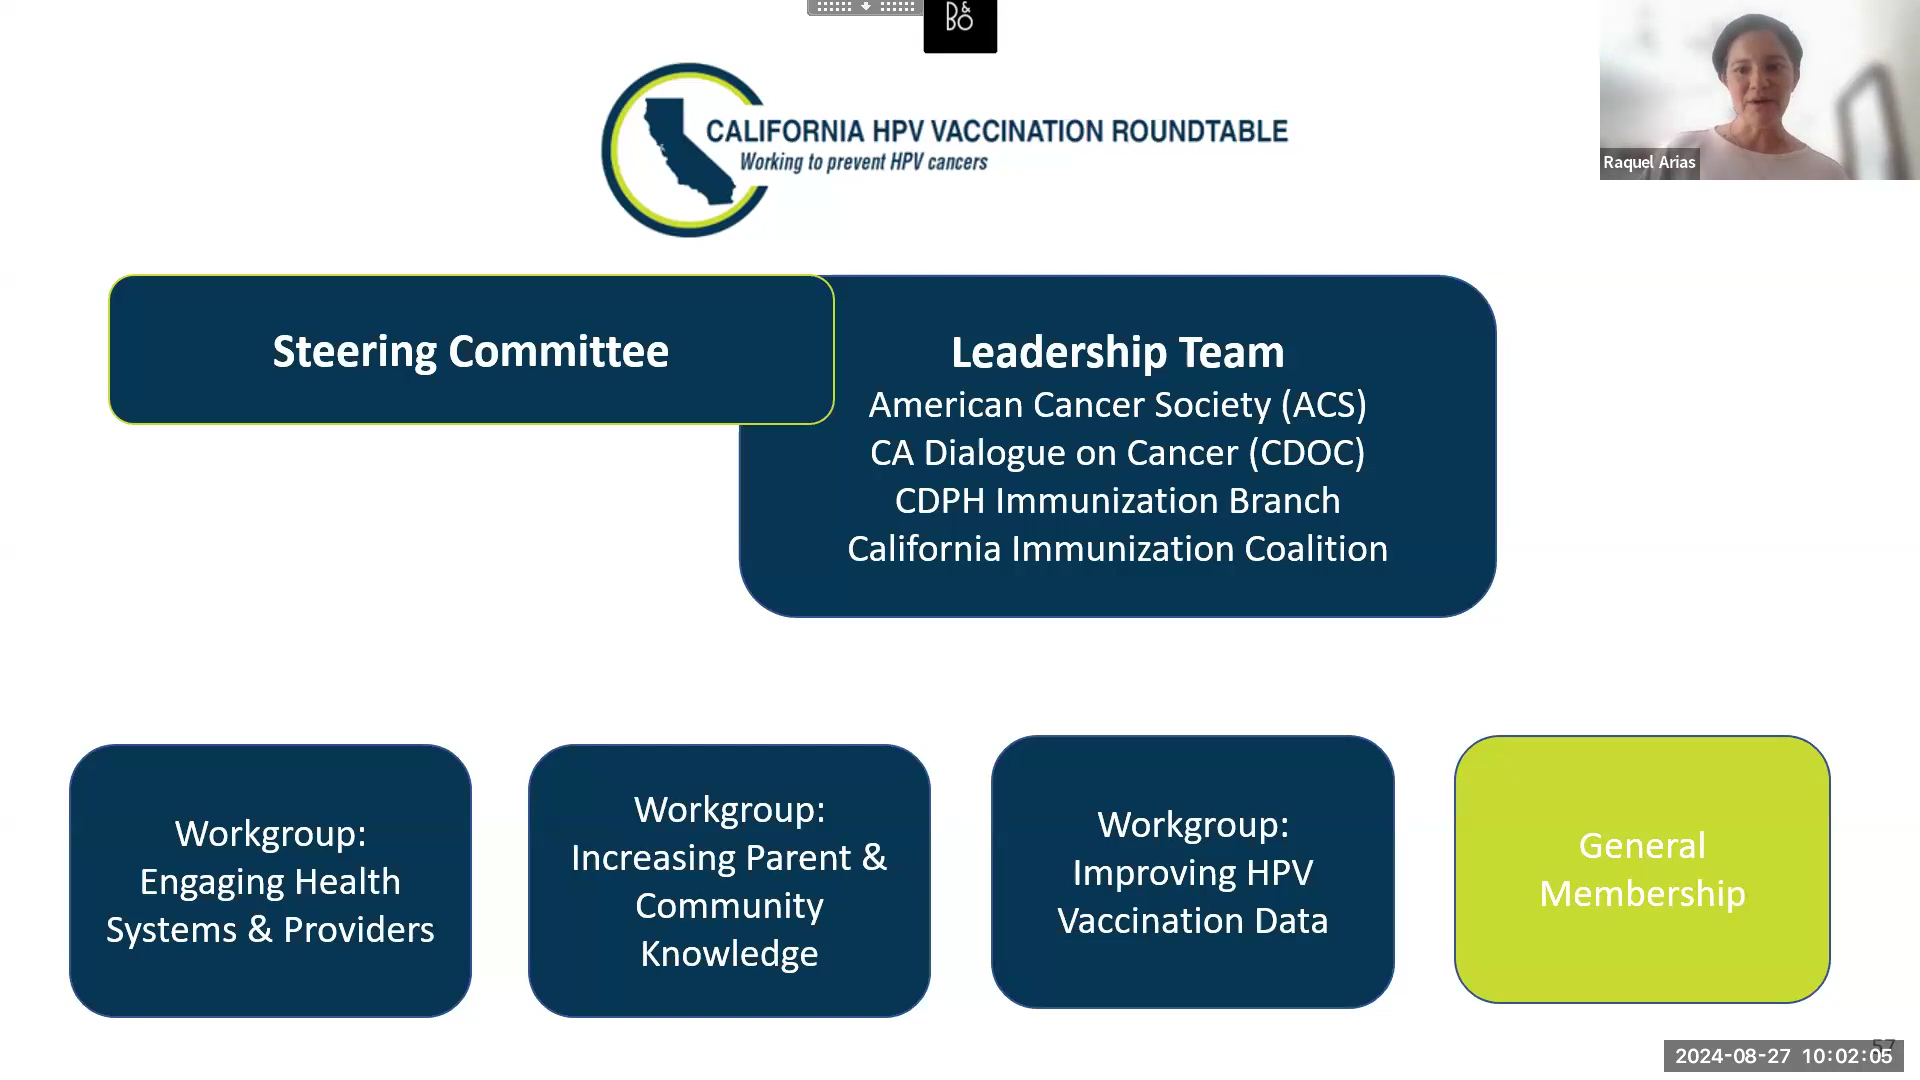 B&O
CALIFORNIA HPV VACCINATION ROUNDTABLE
Working to prevent HPV cancers
Raquel Arias
Steering Committee
Leadership Team
American Cancer Society (ACS)
CA Dialogue on Cancer (CDOC)
CDPH Immunization Branch
California Immunization Coalition
Workgroup:
Engaging Health
Systems & Providers
Workgroup:
Increasing Parent &
Community
Knowledge
Workgroup:
Improving HPV
Vaccination Data
General
Membership
57
2024-08-27 10:02:05